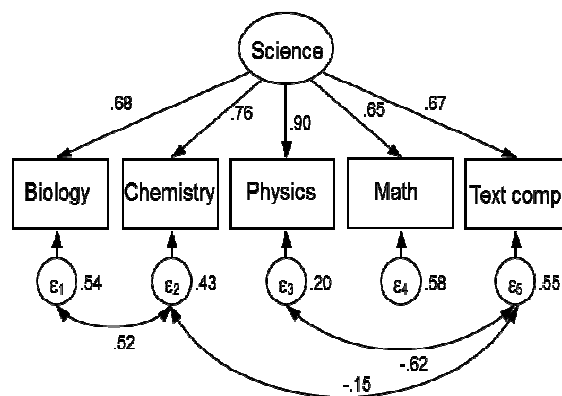 Science
.68
.76
.90
.65
.67
Biology
Chemistry
Physics
Math
Text comp
ε1 .54
ε2 .43
ε3 .20
ε4 .58
ε5 .55
.52
-.62
-.15